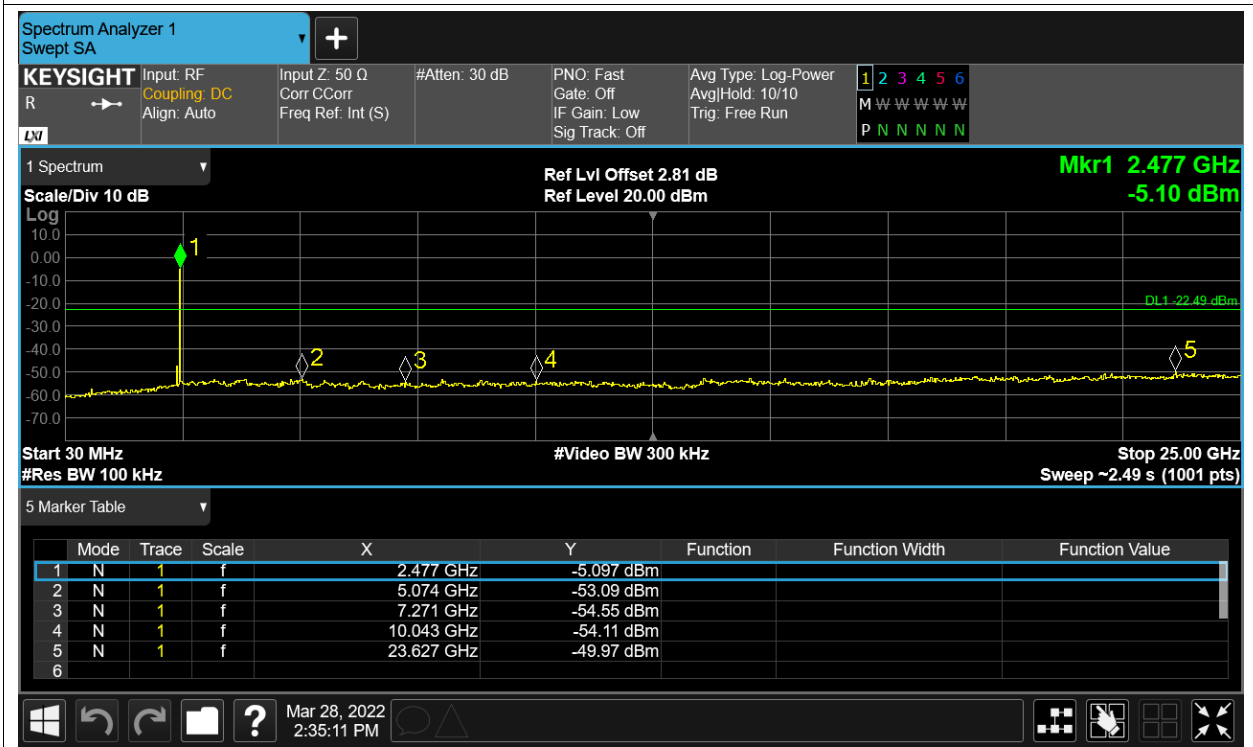 Spectrum Analyzer 1
Swept SA
+
KEYSIGHT Input: RF Input Z: 50 Ω #Atten: 30 dB PNO: Fast Avg Type: Log-Power 1 2 3 4 5 6
R Coupling: DC Corr CCorr Gate: Off Avg|Hold: 10/10 M W W W W W W
Align: Auto Freq Ref: Int (S) IF Gain: Low Trig: Free Run
LXI Sig Track: Off P N N N N N N
1 Spectrum Ref Lvl Offset 2.81 dB Mkr1 2.477 GHz
Scale/Div 10 dB Ref Level 20.00 dBm -5.10 dBm
Log
10.0
1
0.00
-10.0
-20.0 DL1 -22.49 dBm
-30.0
-40.0
2 3 4 5
-50.0
-60.0
-70.0
Start 30 MHz #Video BW 300 kHz Stop 25.00 GHz
#Res BW 100 kHz Sweep ~2.49 s (1001 pts)
5 Marker Table
Mode Trace Scale X Y Function Function Width Function Value
1 N 1 f 2.477 GHz -5.097 dBm
2 N 1 f 5.074 GHz -53.09 dBm
3 N 1 f 7.271 GHz -54.55 dBm
4 N 1 f 10.043 GHz -54.11 dBm
5 N 1 f 23.627 GHz -49.97 dBm
6
? Mar 28, 2022
2:35:11 PM